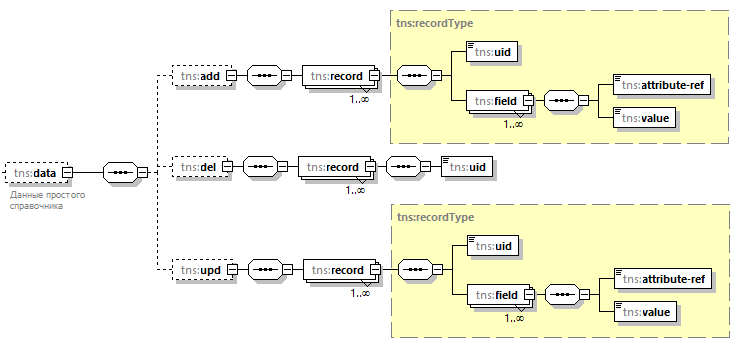 tns:recordType
tns:uid
tns:add
tns:record
1..∞
tns:field
1..∞
tns:attribute-ref
tns:value
tns:data
Данные простого
справочника
tns:del
tns:record
1..∞
tns:uid
tns:recordType
tns:uid
tns:upd
tns:record
1..∞
tns:field
1..∞
tns:attribute-ref
tns:value